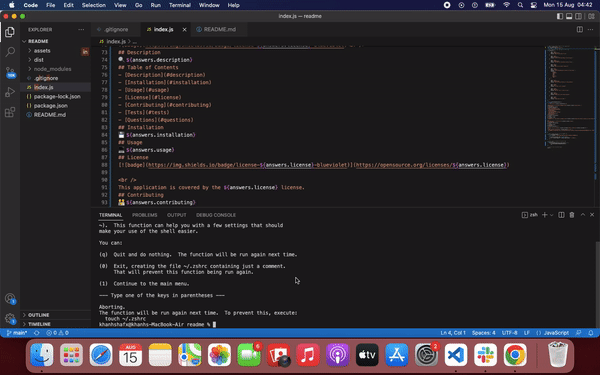 Code File Edit Selection View Go Run Terminal Window Help Mon 15 Aug 04:42
index.js — readme
EXPLORER
.gitignore
index.js
README.md
index.js > ...
README
assets
dist
node_modules
.gitignore
index.js
package-lock.json
package.json
README.md
OUTLINE
TIMELINE
73 ## Description
74 🔍 ${answers.description}
75 ## Table of Contents
76 - [Description](#description)
77 - [Installation](#installation)
78 - [Usage](#usage)
79 - [License](#license)
80 - [Contributing](#contributing)
81 - [Tests](#tests)
82 - [Questions](#questions)
83 ## Installation
84 💾 ${answers.installation}
85 ## Usage
86 💻 ${answers.usage}
87 ## License
88 ![badge](https://img.shields.io/badge/license-${answers.license}-blueviolet)](https://opensource.org/licenses/${answers.license})
89
90 <br />
91 This application is covered by the ${answers.license} license.
92 ## Contributing
93 👪 ${answers.contributing}
TERMINAL PROBLEMS OUTPUT DEBUG CONSOLE
zsh
~). This function can help you with a few settings that should
make your use of the shell easier.
You can:
(q) Quit and do nothing. The function will be run again next time.
(0) Exit, creating the file ~/.zshrc containing just a comment.
That will prevent this function being run again.
(1) Continue to the main menu.
--- Type one of the keys in parentheses ---
Aborting.
The function will be run again next time. To prevent this, execute:
touch ~/.zshrc
khanhshafx@khanhs-MacBook-Air readme %
main* 0 0
Ln 4, Col 1 Spaces: 4 UTF-8 LF JavaScript
AUG
15